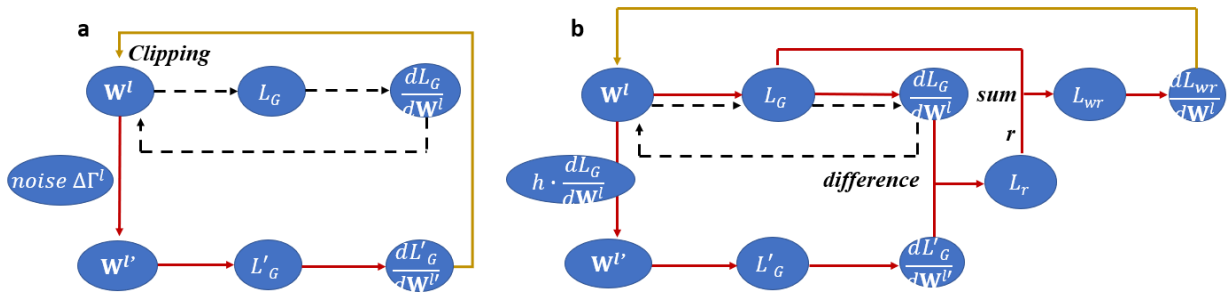 a
Clipping
W^l
L_G
dL_G
dW^l
noise ΔΓ^l
W^l'
L'_G
dL'_G
dW^l'
b
W^l
L_G
dL_G
dW^l
sum
L_wr
dL_wr
dW^l
r
h · dL_G
dW^l
difference
L_r
W^l'
L'_G
dL'_G
dW^l'